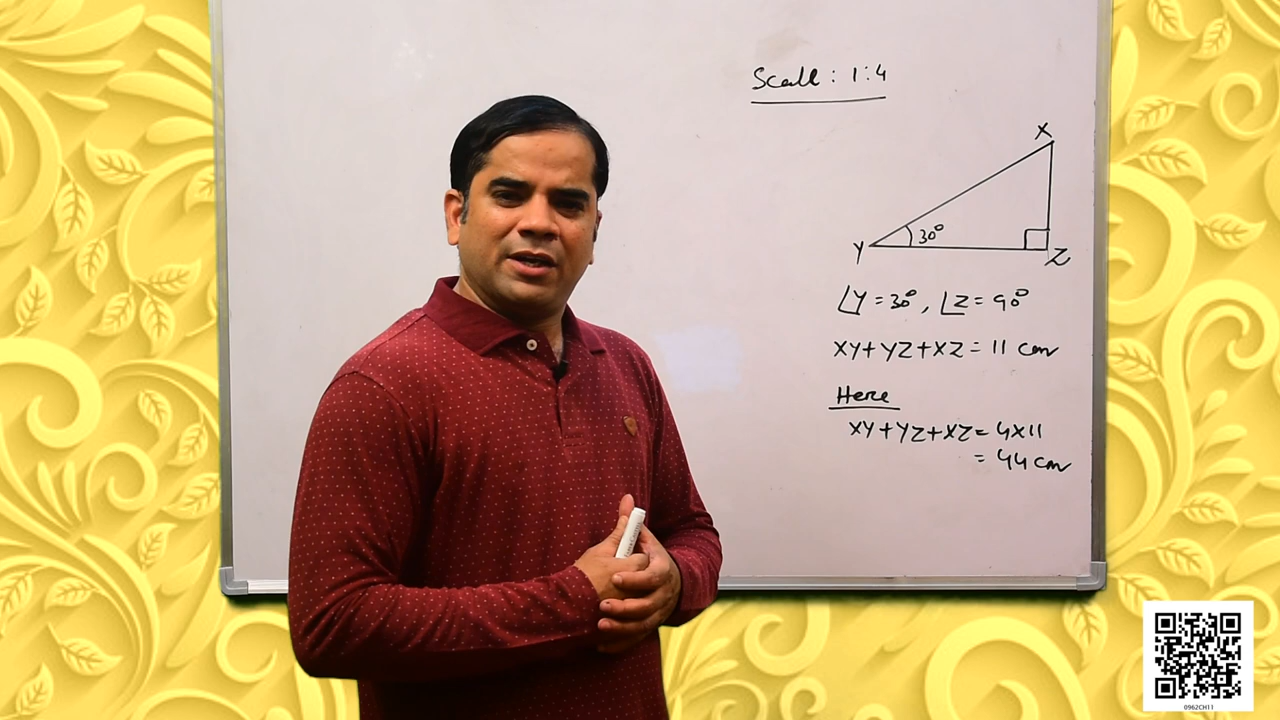 Scale : 1:4
X
30°
Y
Z
∠Y = 30°, ∠Z = 90°
XY+YZ+XZ = 11 cm
Here
XY+YZ+XZ = 4×11
= 44 cm
0962CH11